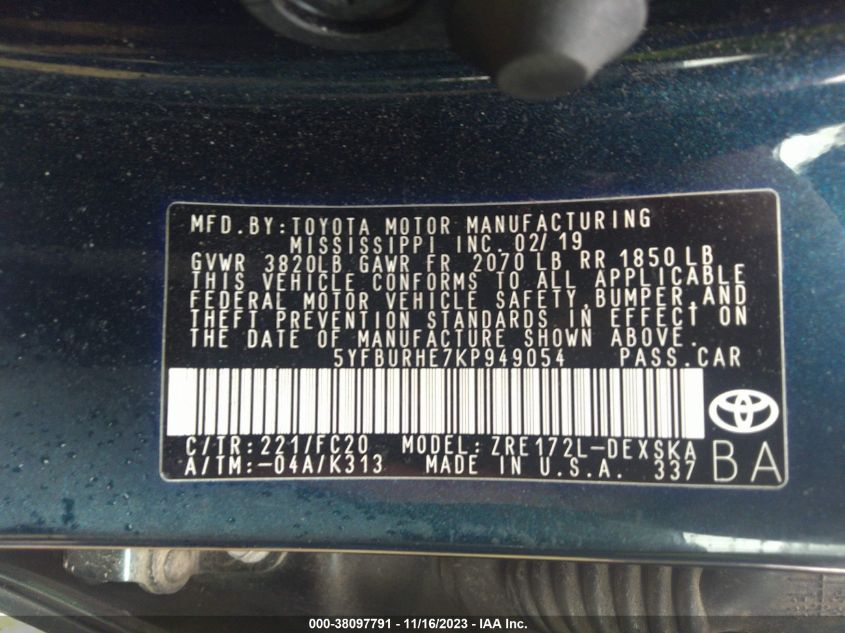 MFD.BY:TOYOTA MOTOR MANUFACTURING
MISSISSIPPI INC. 02/19
GVWR 3820LB GAWR FR 2070 LB RR 1850 LB
THIS VEHICLE CONFORMS TO ALL APPLICABLE
FEDERAL MOTOR VEHICLE SAFETY, BUMPER, AND
THEFT PREVENTION STANDARDS IN EFFECT ON
THE DATE OF MANUFACTURE SHOWN ABOVE.
5YFBURHE7KP949054 PASS.CAR
C/TR:221/FC20 MODEL: ZRE172L-DEXSKA
A/TM:-04A/K313 MADE IN U.S.A. 337 BA
000-38097791 - 11/16/2023 - IAA Inc.